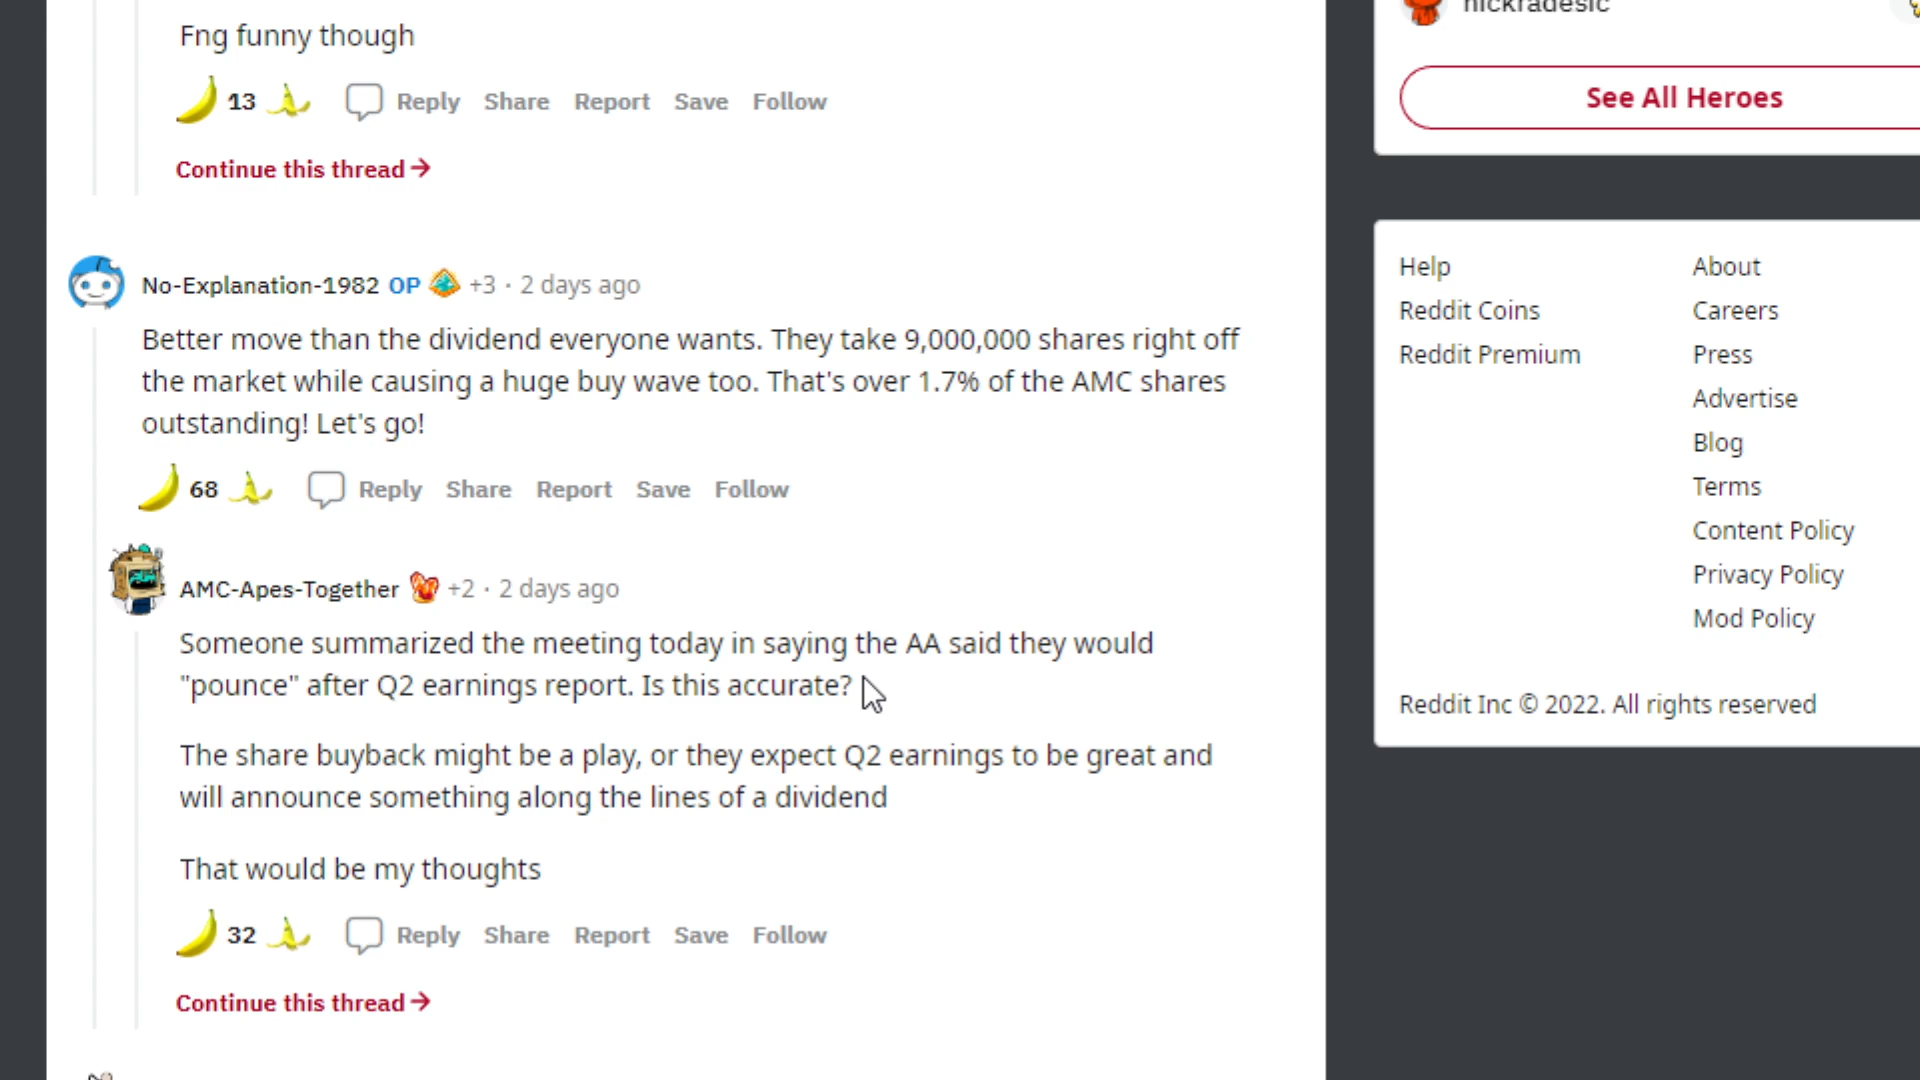 nickradesic
Fng funny though
13 Reply Share Report Save Follow
See All Heroes
Continue this thread →
No-Explanation-1982 OP +3 · 2 days ago
Better move than the dividend everyone wants. They take 9,000,000 shares right off
the market while causing a huge buy wave too. That's over 1.7% of the AMC shares
outstanding! Let's go!
68 Reply Share Report Save Follow
AMC-Apes-Together +2 · 2 days ago
Someone summarized the meeting today in saying the AA said they would
"pounce" after Q2 earnings report. Is this accurate?
The share buyback might be a play, or they expect Q2 earnings to be great and
will announce something along the lines of a dividend
That would be my thoughts
32 Reply Share Report Save Follow
Continue this thread →
Help
Reddit Coins
Reddit Premium
About
Careers
Press
Advertise
Blog
Terms
Content Policy
Privacy Policy
Mod Policy
Reddit Inc © 2022. All rights reserved